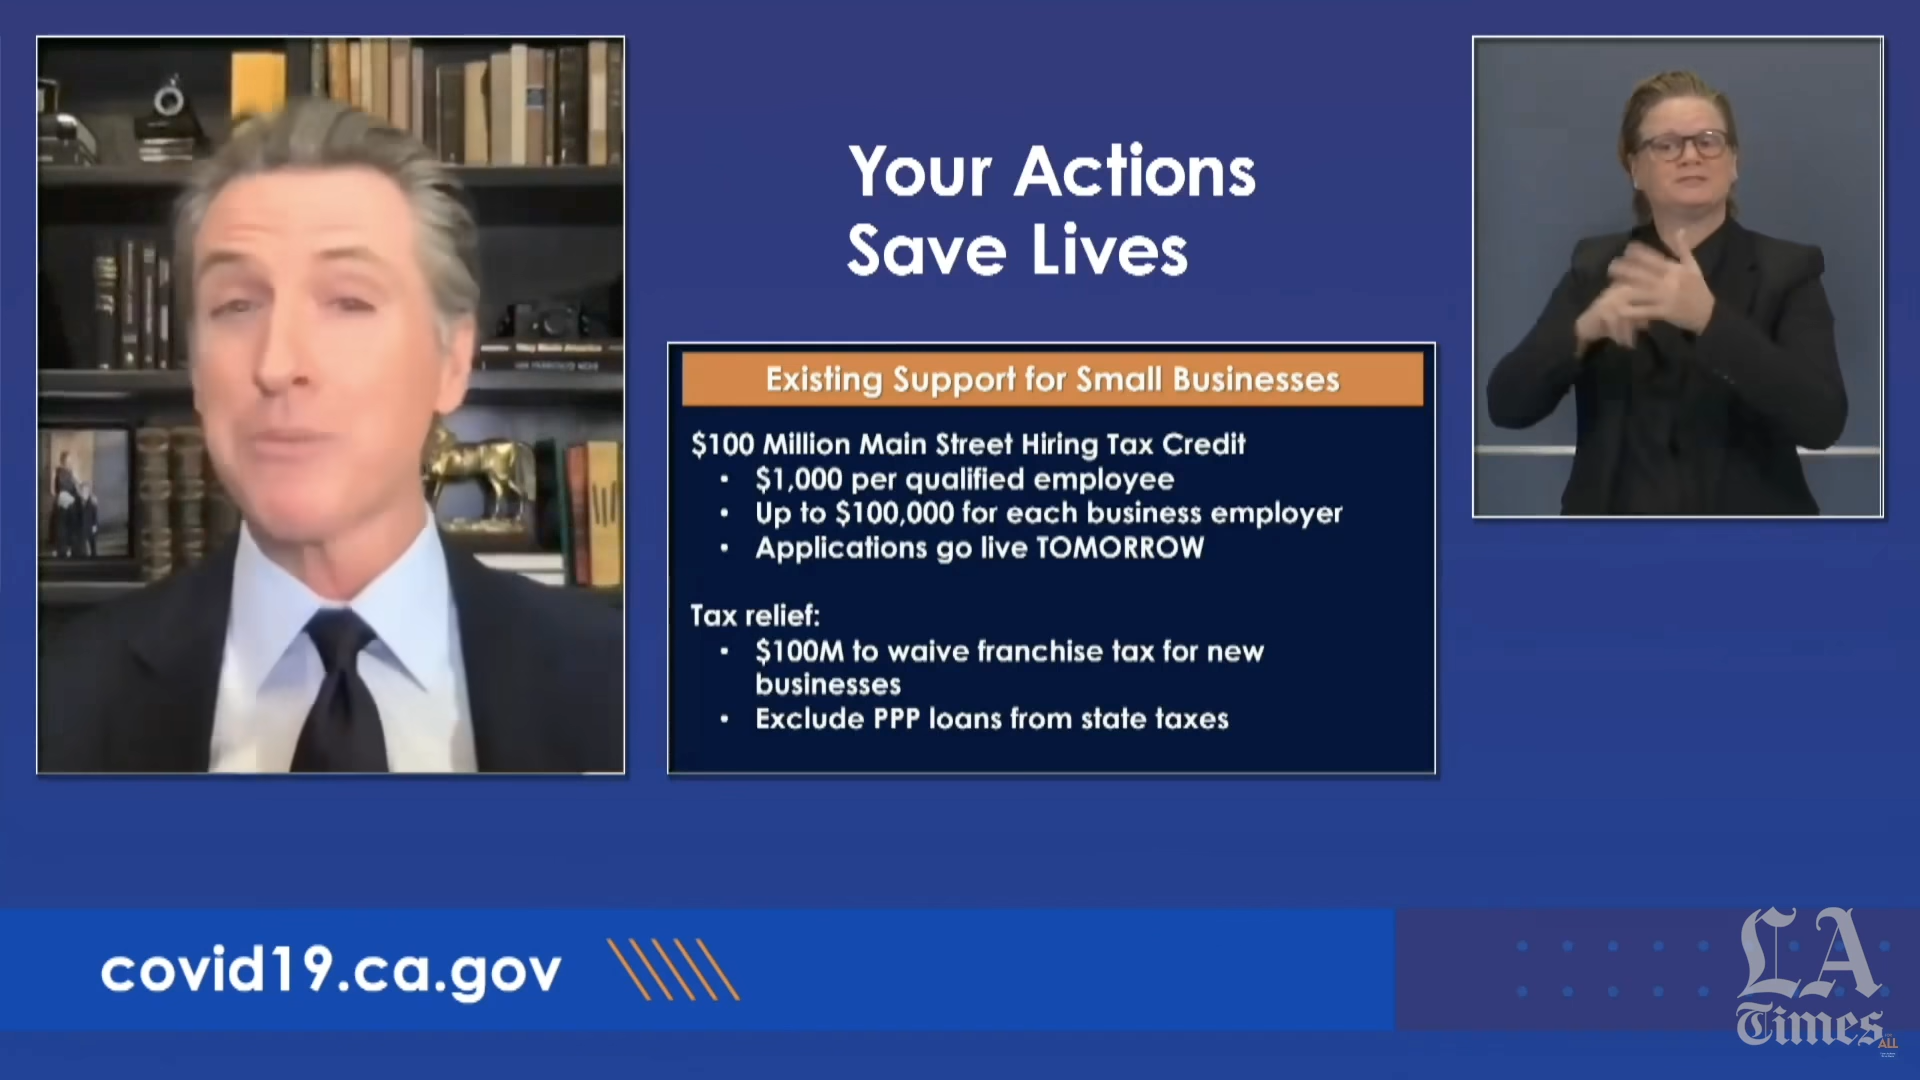 Your Actions
Save Lives
Existing Support for Small Businesses
$100 Million Main Street Hiring Tax Credit
• $1,000 per qualified employee
• Up to $100,000 for each business employer
• Applications go live TOMORROW
Tax relief:
• $100M to waive franchise tax for new
businesses
• Exclude PPP loans from state taxes
covid19.ca.gov
LA
Times
ALL